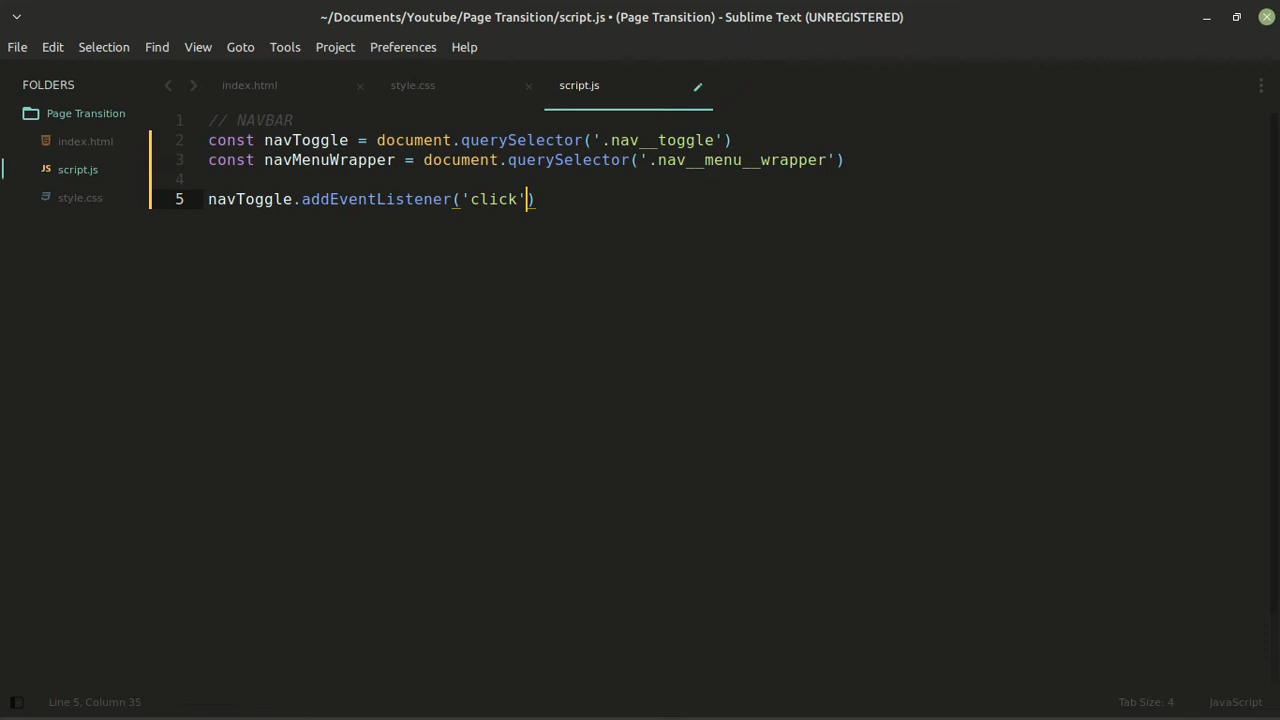 ~/Documents/Youtube/Page Transition/script.js • (Page Transition) - Sublime Text (UNREGISTERED)
File Edit Selection Find View Goto Tools Project Preferences Help
FOLDERS
Page Transition
index.html
script.js
style.css
index.html style.css script.js
1 // NAVBAR
2 const navToggle = document.querySelector('.nav__toggle')
3 const navMenuWrapper = document.querySelector('.nav__menu__wrapper')
4
5 navToggle.addEventListener('click')
Line 5, Column 35 Tab Size: 4 JavaScript